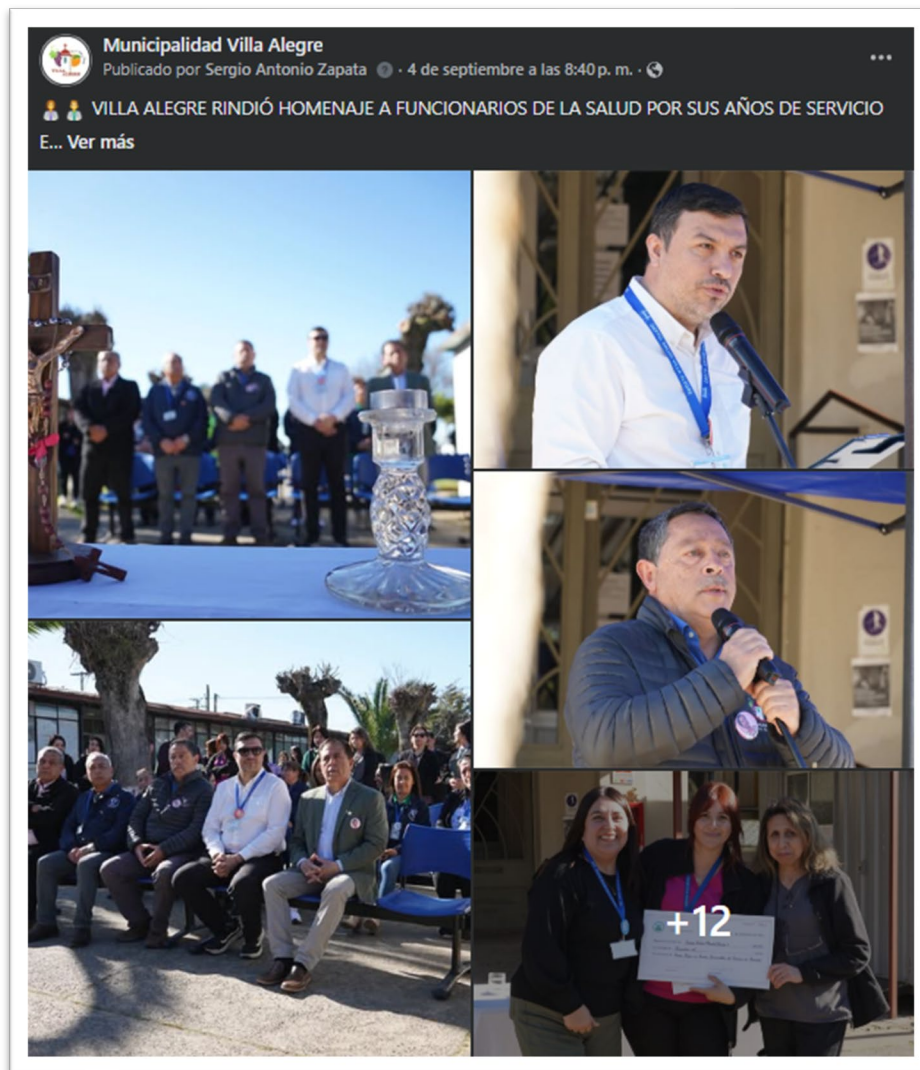 Municipalidad Villa Alegre
Publicado por Sergio Antonio Zapata · 4 de septiembre a las 8:40 p. m. ·
VILLA ALEGRE RINDIÓ HOMENAJE A FUNCIONARIOS DE LA SALUD POR SUS AÑOS DE SERVICIO
E... Ver más
+12